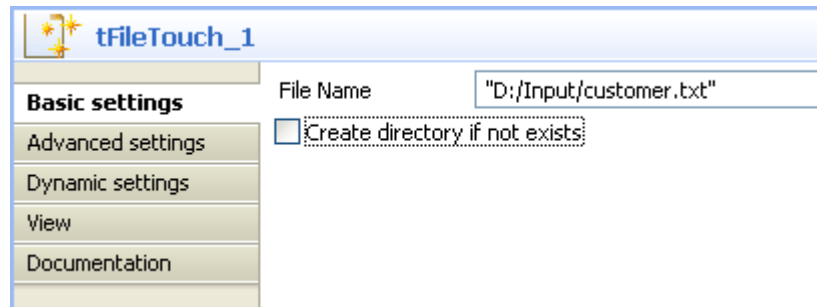 tFileTouch_1
Basic settings
Advanced settings
Dynamic settings
View
Documentation
File Name "D:/Input/customer.txt"
Create directory if not exists